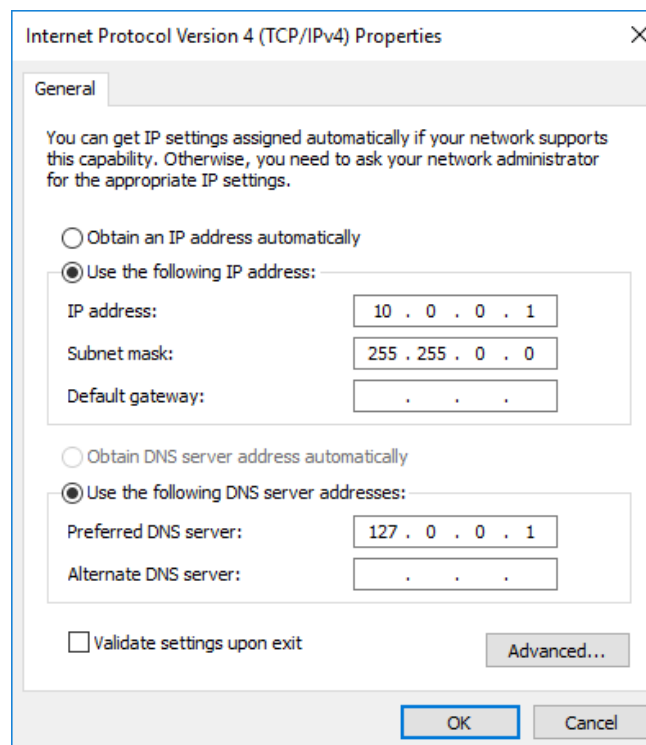 Internet Protocol Version 4 (TCP/IPv4) Properties
General
You can get IP settings assigned automatically if your network supports
this capability. Otherwise, you need to ask your network administrator
for the appropriate IP settings.
Obtain an IP address automatically
Use the following IP address:
IP address: 10 . 0 . 0 . 1
Subnet mask: 255 . 255 . 0 . 0
Default gateway: . . .
Obtain DNS server address automatically
Use the following DNS server addresses:
Preferred DNS server: 127 . 0 . 0 . 1
Alternate DNS server: . . .
Validate settings upon exit
Advanced...
OK Cancel